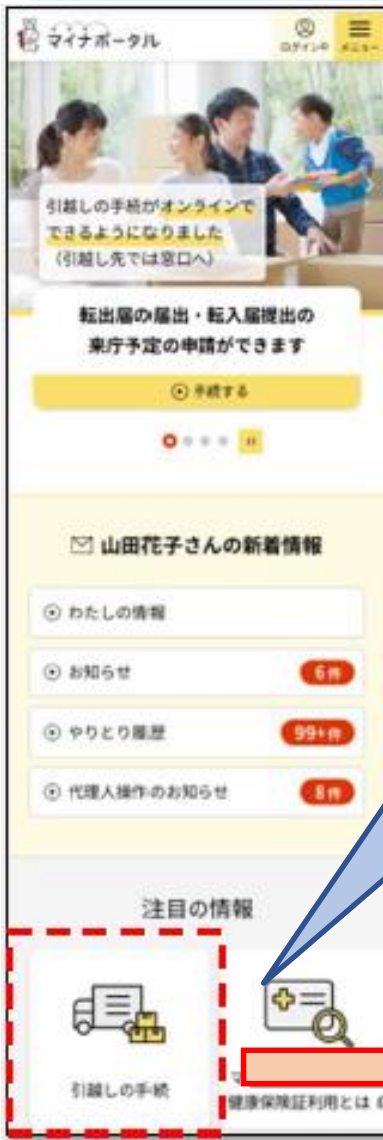 マイナポータル
ログイン中
メニュー
引越しの手続がオンラインで
できるようになりました
（引越し先では窓口へ）
転出届の届出・転入届提出の
来庁予定の申請ができます
手続する
山田花子さんの新着情報
わたしの情報
お知らせ
6件
やりとり履歴
99+件
代理人操作のお知らせ
8件
注目の情報
引越しの手続
健康保険証利用とは